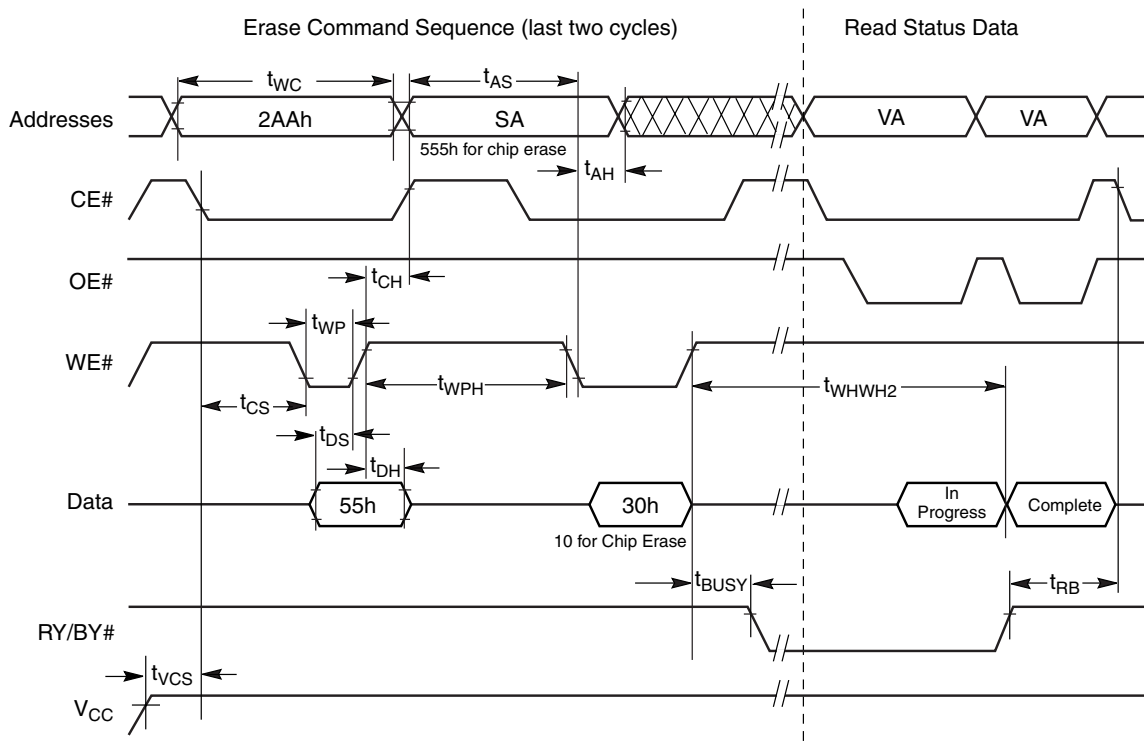 Erase Command Sequence (last two cycles)
Read Status Data
tWC
tAS
Addresses
2AAh
SA
VA
VA
555h for chip erase
tAH
CE#
OE#
tCH
tWP
WE#
tWPH
tWHWH2
tCS
tDS
tDH
Data
55h
30h
In
Progress
Complete
10 for Chip Erase
tBUSY
tRB
RY/BY#
tVCS
VCC